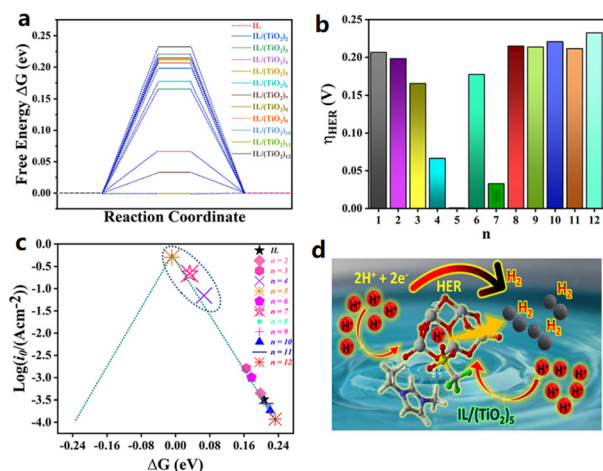 a
Free Energy ΔG (ev)
0.25
0.20
0.15
0.10
0.05
0.00
IL
IL/(TiO₂)₂
IL/(TiO₂)₃
IL/(TiO₂)₄
IL/(TiO₂)₅
IL/(TiO₂)₆
IL/(TiO₂)₇
IL/(TiO₂)₈
IL/(TiO₂)₉
IL/(TiO₂)₁₀
IL/(TiO₂)₁₁
IL/(TiO₂)₁₂
Reaction Coordinate
b
ηHER (V)
0.25
0.20
0.15
0.10
0.05
0.00
1 2 3 4 5 6 7 8 9 10 11 12
n
c
Log(i₀/(Acm⁻²))
0.0
-0.5
-1.0
-1.5
-2.0
-2.5
-3.0
-3.5
-4.0
IL
n = 2
n = 3
n = 4
n = 5
n = 6
n = 7
n = 8
n = 9
n = 10
n = 11
n = 12
-0.24 -0.16 -0.08 0.00 0.08 0.16 0.24
ΔG (eV)
d
2H⁺ + 2e⁻
HER
H₂
H₂
H₂
H₂
H⁺
H⁺
H⁺
H⁺
H⁺
H⁺
H⁺
H⁺
H⁺
H⁺
H⁺
H⁺
H⁺
IL/(TiO₂)₅